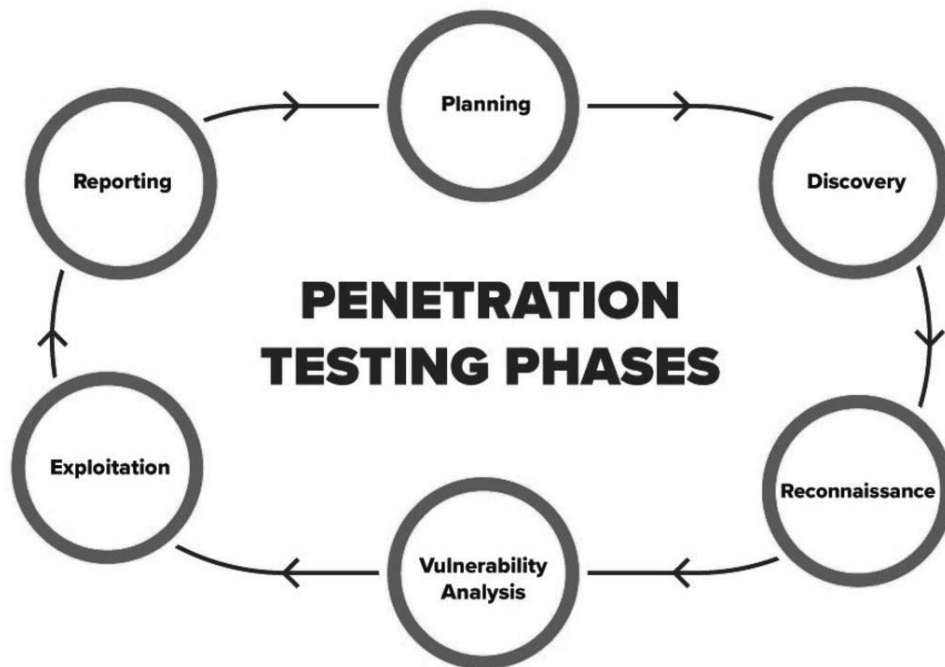 Planning
Reporting
Discovery
PENETRATION
TESTING PHASES
Exploitation
Reconnaissance
Vulnerability
Analysis